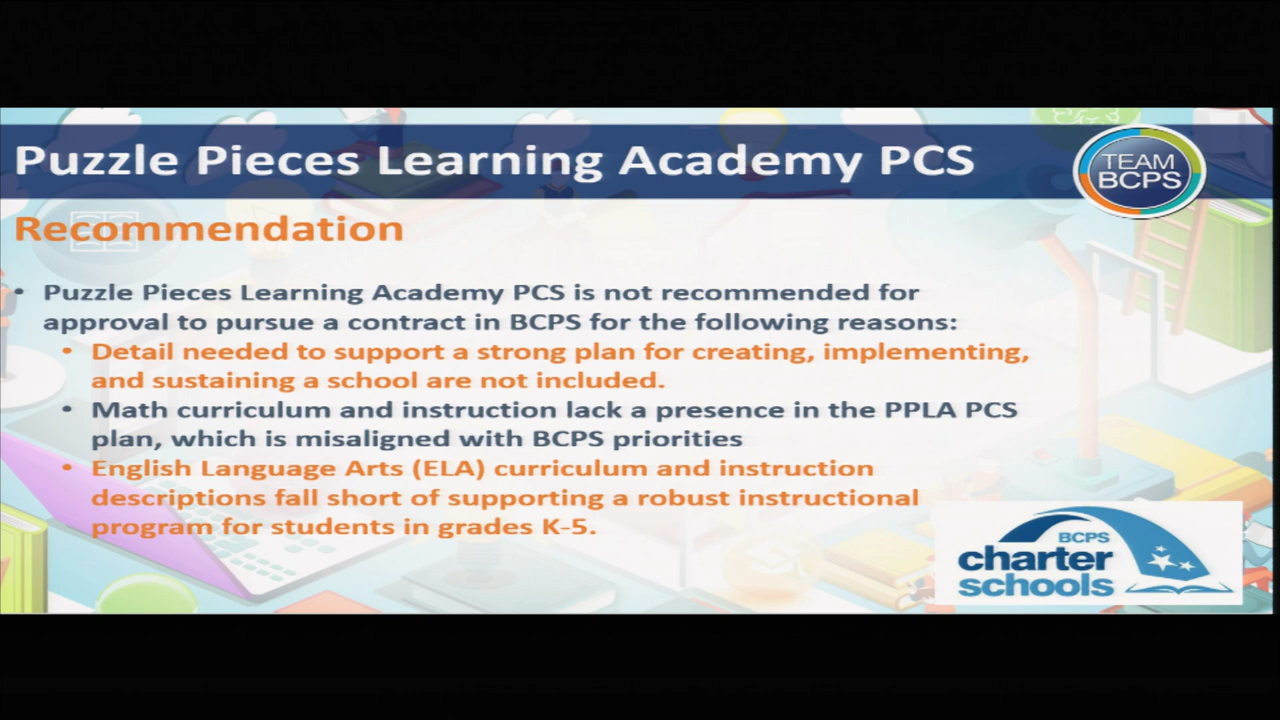 Puzzle Pieces Learning Academy PCS
TEAM
BCPS
Recommendation
• Puzzle Pieces Learning Academy PCS is not recommended for
approval to pursue a contract in BCPS for the following reasons:
• Detail needed to support a strong plan for creating, implementing,
and sustaining a school are not included.
• Math curriculum and instruction lack a presence in the PPLA PCS
plan, which is misaligned with BCPS priorities
• English Language Arts (ELA) curriculum and instruction
descriptions fall short of supporting a robust instructional
program for students in grades K-5.
BCPS
charter
schools